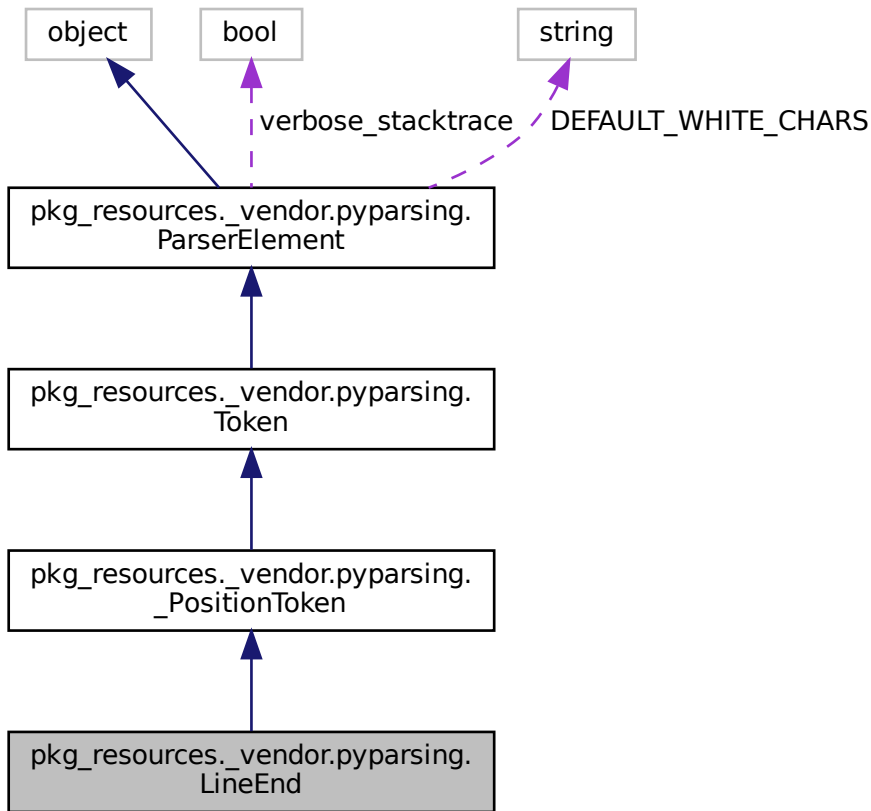 object
bool
string
verbose_stacktrace
DEFAULT_WHITE_CHARS
pkg_resources._vendor.pyparsing.
ParserElement
pkg_resources._vendor.pyparsing.
Token
pkg_resources._vendor.pyparsing.
_PositionToken
pkg_resources._vendor.pyparsing.
LineEnd